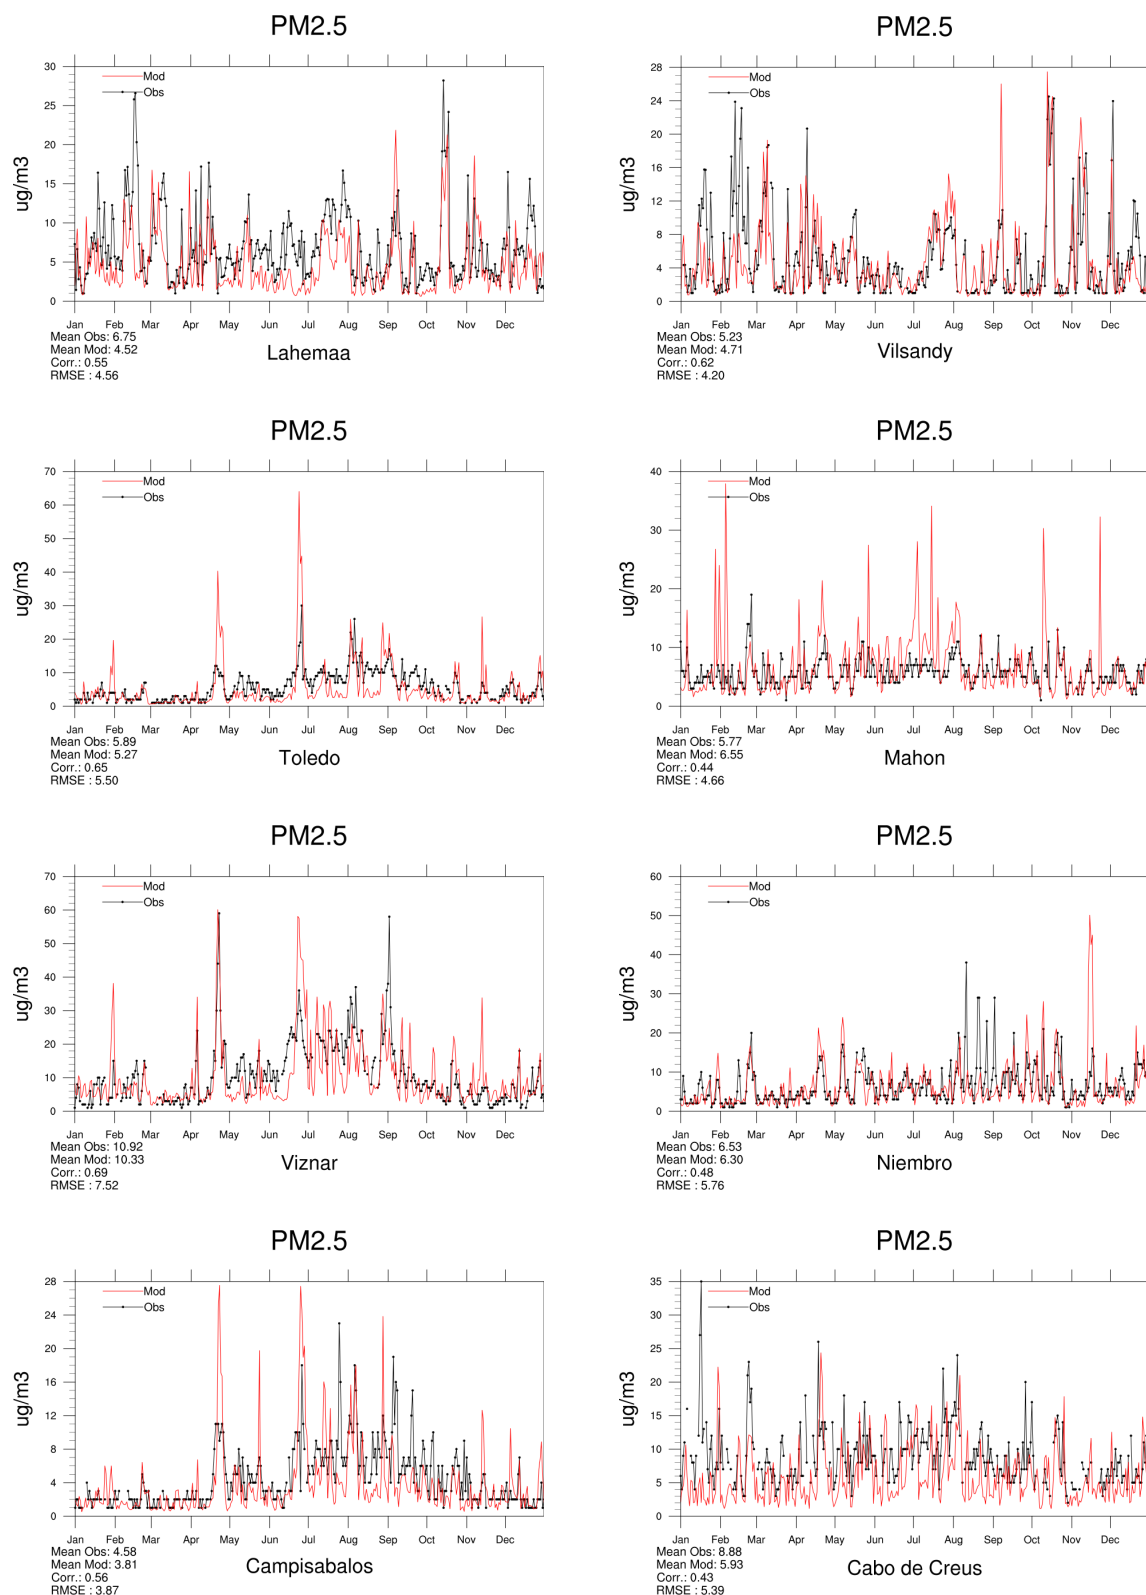 PM2.5
30
25
20
15
10
5
0
ug/m3
Mod
Obs
Jan Feb Mar Apr May Jun Jul Aug Sep Oct Nov Dec
Mean Obs: 6.75
Mean Mod: 4.52
Corr.: 0.55
RMSE : 4.56
Lahemaa
PM2.5
28
24
20
16
12
8
4
0
ug/m3
Mod
Obs
Jan Feb Mar Apr May Jun Jul Aug Sep Oct Nov Dec
Mean Obs: 5.23
Mean Mod: 4.71
Corr.: 0.62
RMSE : 4.20
Vilsandy
PM2.5
70
60
50
40
30
20
10
0
ug/m3
Mod
Obs
Jan Feb Mar Apr May Jun Jul Aug Sep Oct Nov Dec
Mean Obs: 5.89
Mean Mod: 5.27
Corr.: 0.65
RMSE : 5.50
Toledo
PM2.5
40
30
20
10
0
ug/m3
Mod
Obs
Jan Feb Mar Apr May Jun Jul Aug Sep Oct Nov Dec
Mean Obs: 5.77
Mean Mod: 6.55
Corr.: 0.44
RMSE : 4.66
Mahon
PM2.5
70
60
50
40
30
20
10
0
ug/m3
Mod
Obs
Jan Feb Mar Apr May Jun Jul Aug Sep Oct Nov Dec
Mean Obs: 10.92
Mean Mod: 10.33
Corr.: 0.69
RMSE : 7.52
Viznar
PM2.5
60
50
40
30
20
10
0
ug/m3
Mod
Obs
Jan Feb Mar Apr May Jun Jul Aug Sep Oct Nov Dec
Mean Obs: 6.53
Mean Mod: 6.30
Corr.: 0.48
RMSE : 5.76
Niembro
PM2.5
28
24
20
16
12
8
4
0
ug/m3
Mod
Obs
Jan Feb Mar Apr May Jun Jul Aug Sep Oct Nov Dec
Mean Obs: 4.58
Mean Mod: 3.81
Corr.: 0.56
RMSE : 3.87
Campisabalos
PM2.5
35
30
25
20
15
10
5
0
ug/m3
Mod
Obs
Jan Feb Mar Apr May Jun Jul Aug Sep Oct Nov Dec
Mean Obs: 8.88
Mean Mod: 5.93
Corr.: 0.43
RMSE : 5.39
Cabo de Creus